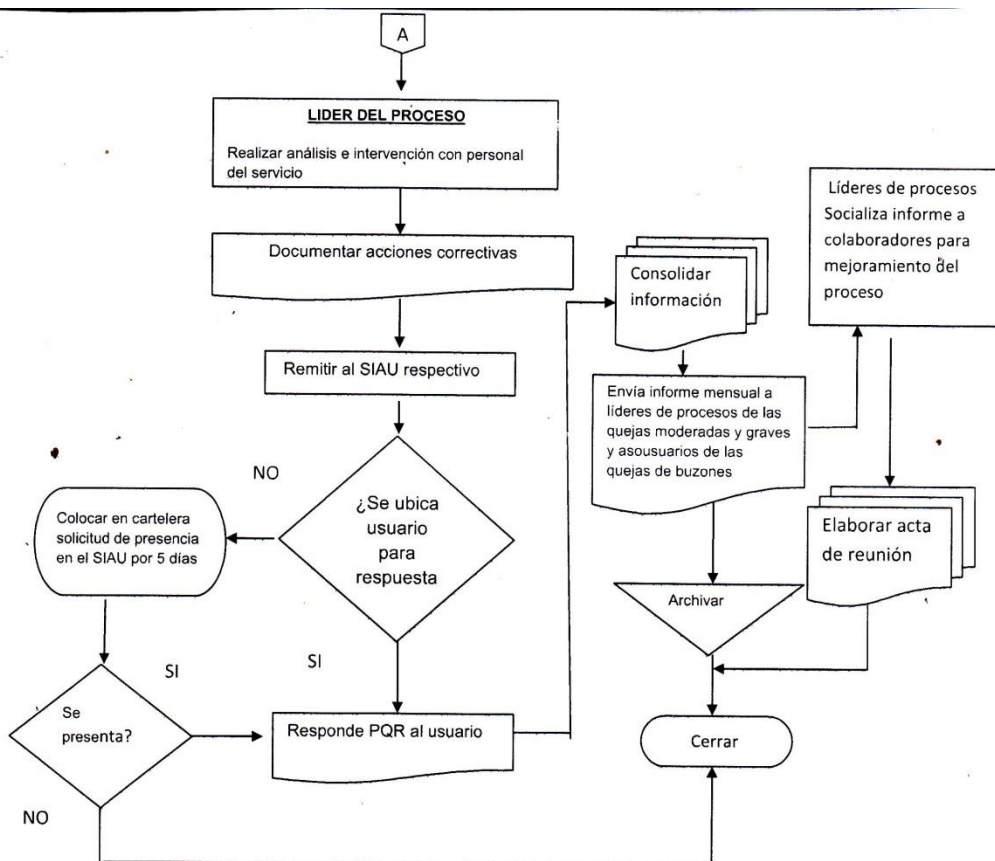 A
LIDER DEL PROCESO
Realizar análisis e intervención con personal
del servicio
Documentar acciones correctivas
Remitir al SIAU respectivo
¿Se ubica
usuario
para
respuesta
NO
SI
Colocar en cartelera
solicitud de presencia
en el SIAU por 5 días
Se
presenta?
SI
NO
Responde PQR al usuario
Consolidar
información
Envía informe mensual a
líderes de procesos de las
quejas moderadas y graves
y asousuarios de las
quejas de buzones
Líderes de procesos
Socializa informe a
colaboradores para
mejoramiento del
proceso
Elaborar acta
de reunión
Archivar
Cerrar